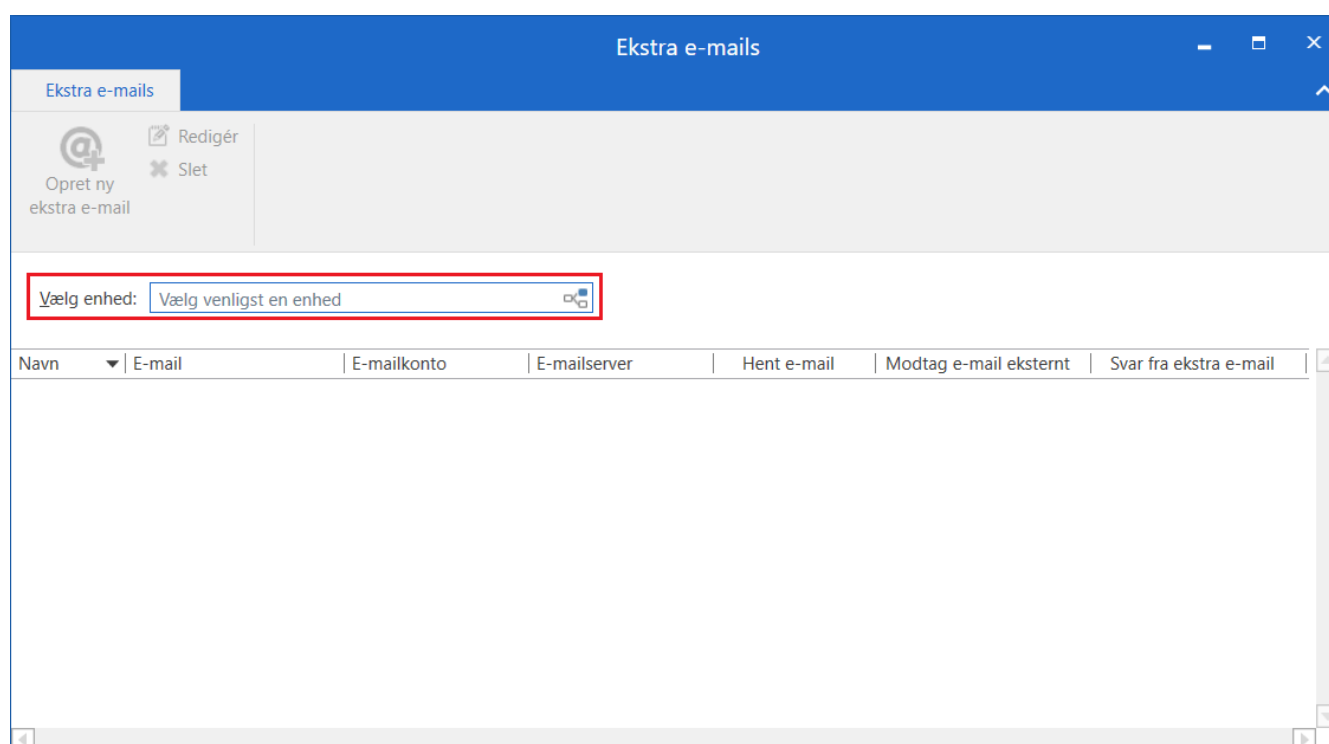 Ekstra e-mails
Ekstra e-mails
Opret ny
ekstra e-mail
Redigér
Slet
Vælg enhed: Vælg venligst en enhed
Navn E-mail E-mailkonto E-mailserver Hent e-mail Modtag e-mail eksternt Svar fra ekstra e-mail